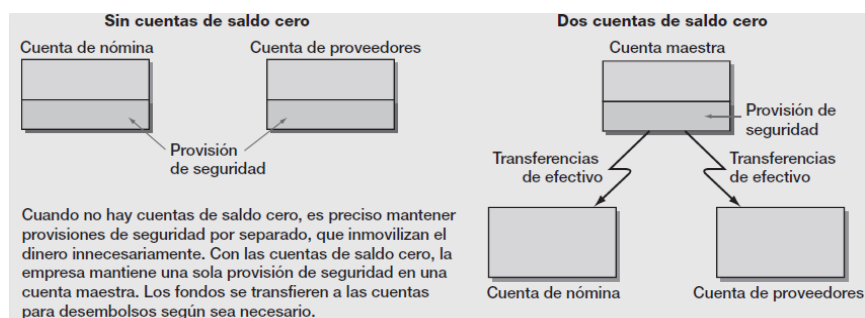 Sin cuentas de saldo cero
Cuenta de nómina
Cuenta de proveedores
Provisión
de seguridad
Cuando no hay cuentas de saldo cero, es preciso mantener
provisiones de seguridad por separado, que inmovilizan el
dinero innecesariamente. Con las cuentas de saldo cero, la
empresa mantiene una sola provisión de seguridad en una
cuenta maestra. Los fondos se transfieren a las cuentas
para desembolsos según sea necesario.
Dos cuentas de saldo cero
Cuenta maestra
Provisión de
seguridad
Transferencias
de efectivo
Transferencias
de efectivo
Cuenta de nómina
Cuenta de proveedores